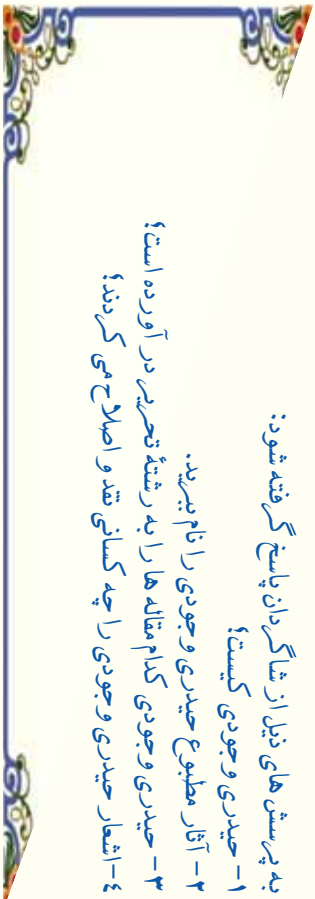 به پرسش های ذیل از شاگردان پاسخ گرفته شود:
۱- حیدری وجودی کیست؟
۲- آثار مطبوع حیدری وجودی را نام ببرید.
۳- حیدری وجودی کدام مقاله ها را به رشتۀ تحریر در آورده است؟
٤- اشعار حیدری وجودی را چه کسانی نقد و اصلاح می کردند؟